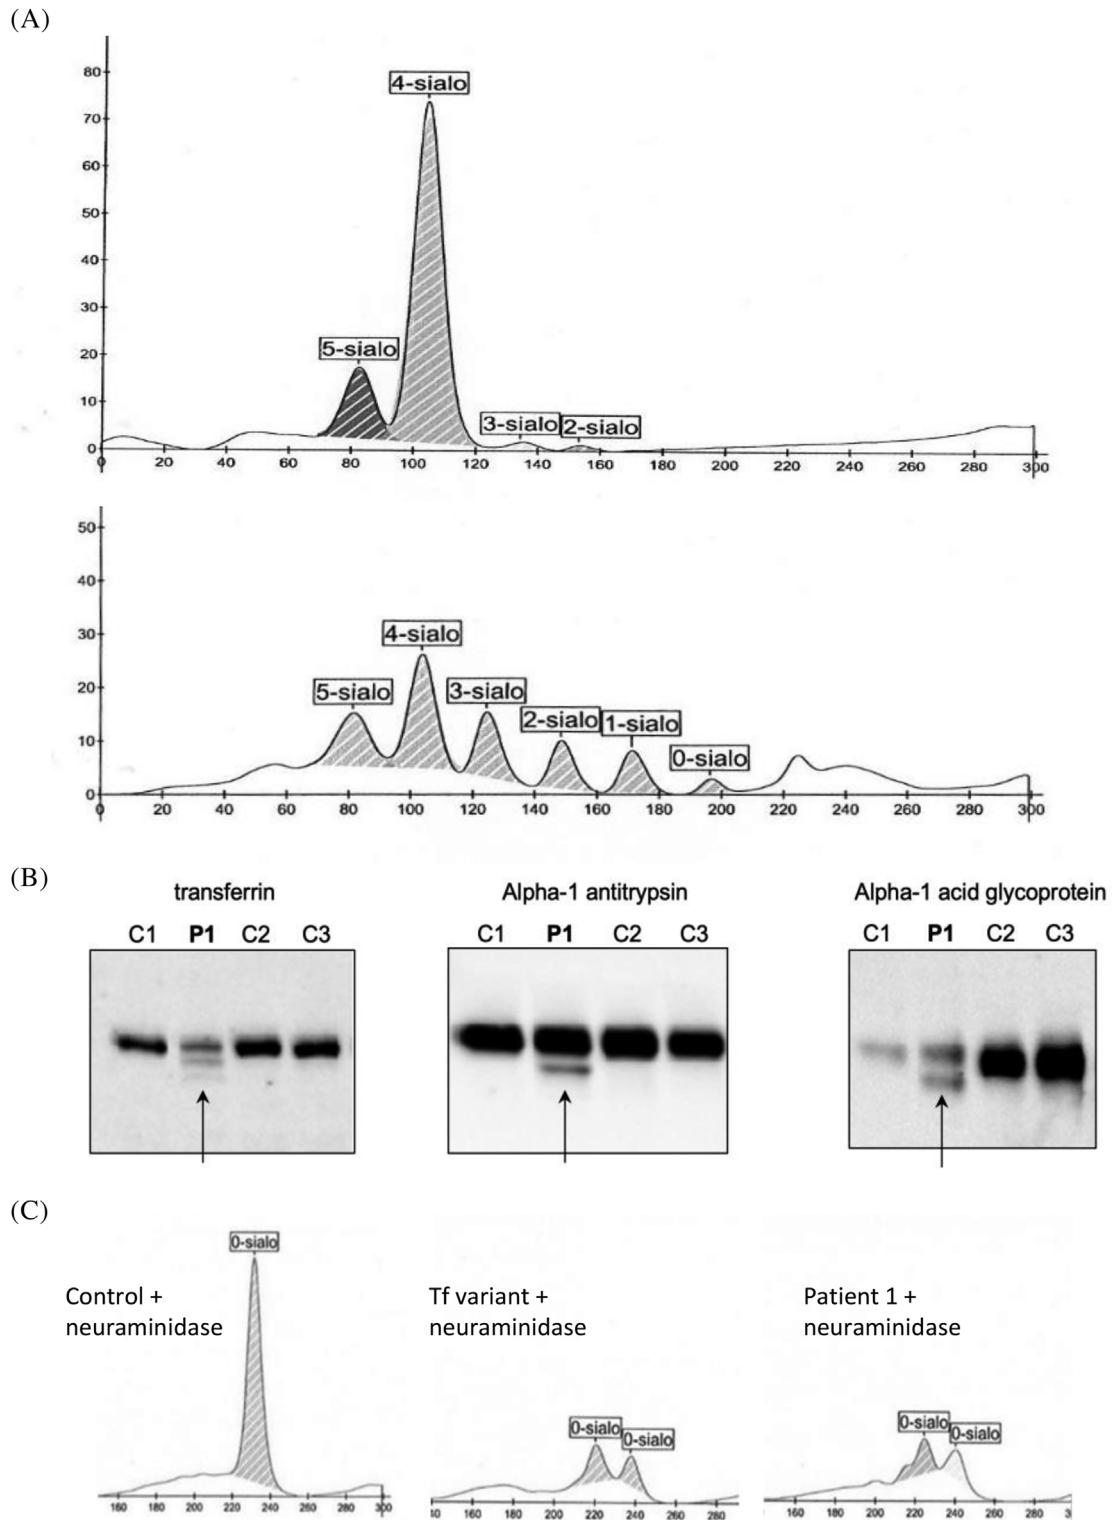 (A)
80
4-sialo
70
60
50
40
30
5-sialo
20
10
3-sialo 2-sialo
0
0 20 40 60 80 100 120 140 160 180 200 220 240 260 280 300
50
40
4-sialo
30
5-sialo 3-sialo
20
2-sialo 1-sialo
10
0-sialo
0
0 20 40 60 80 100 120 140 160 180 200 220 240 260 280 300
(B)
transferrin Alpha-1 antitrypsin Alpha-1 acid glycoprotein
C1 P1 C2 C3 C1 P1 C2 C3 C1 P1 C2 C3
(C)
0-sialo
Control +
neuraminidase
Tf variant +
neuraminidase
Patient 1 +
neuraminidase
0-sialo 0-sialo
0-sialo 0-sialo
160 180 200 220 240 260 280 300
40 160 180 200 220 240 260 280
160 180 200 220 240 260 280